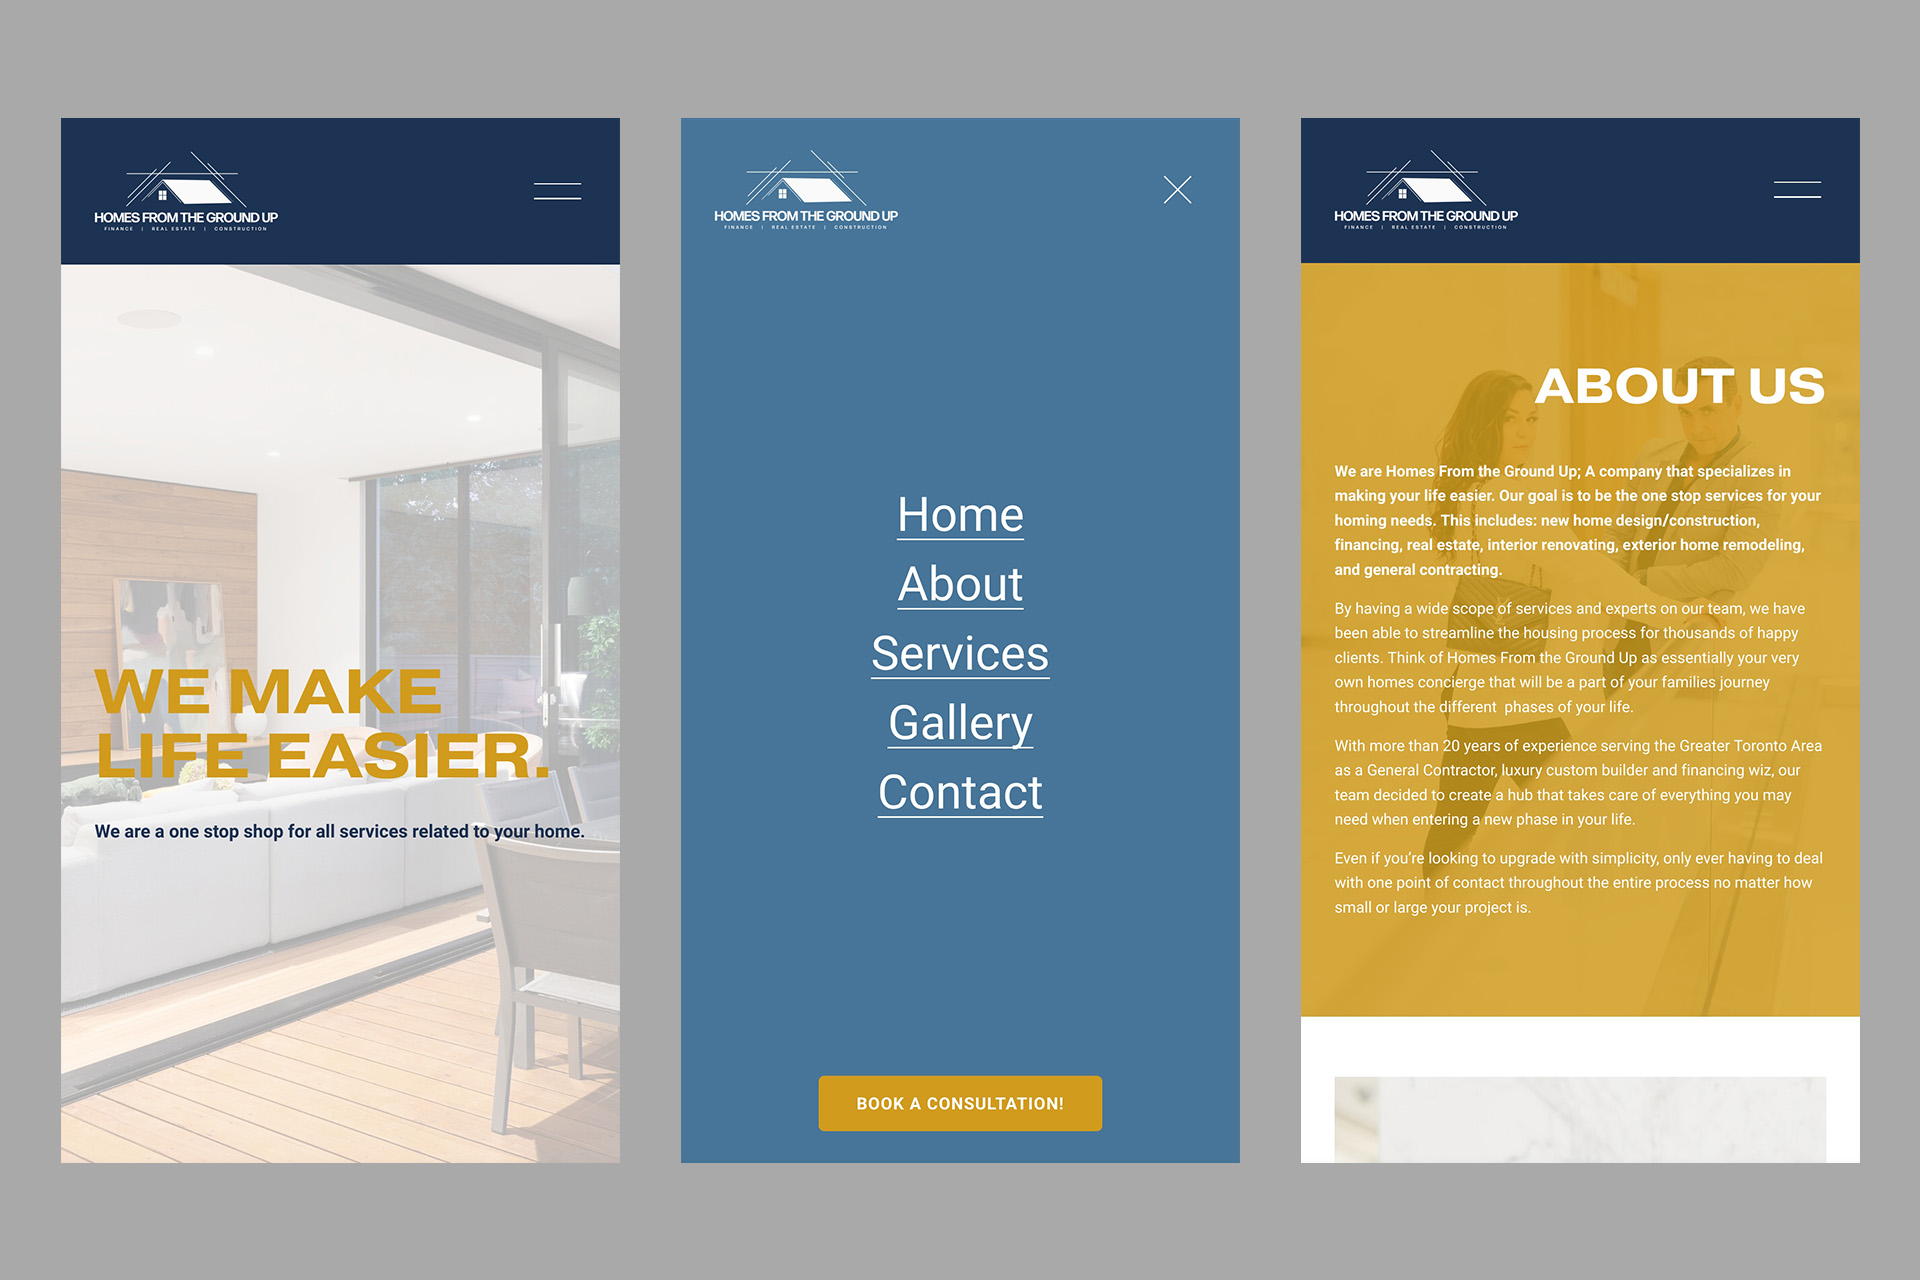 HOMES FROM THE GROUND UP
FINANCE | REAL ESTATE | CONSTRUCTION
WE MAKE
LIFE EASIER.
We are a one stop shop for all services related to your home.
HOMES FROM THE GROUND UP
FINANCE | REAL ESTATE | CONSTRUCTION
Home
About
Services
Gallery
Contact
BOOK A CONSULTATION!
HOMES FROM THE GROUND UP
FINANCE | REAL ESTATE | CONSTRUCTION
ABOUT US
We are Homes From the Ground Up; A company that specializes in
making your life easier. Our goal is to be the one stop services for your
homing needs. This includes: new home design/construction,
financing, real estate, interior renovating, exterior home remodeling,
and general contracting.
By having a wide scope of services and experts on our team, we have
been able to streamline the housing process for thousands of happy
clients. Think of Homes From the Ground Up as essentially your very
own homes concierge that will be a part of your families journey
throughout the different  phases of your life.
With more than 20 years of experience serving the Greater Toronto Area
as a General Contractor, luxury custom builder and financing wiz, our
team decided to create a hub that takes care of everything you may
need when entering a new phase in your life.
Even if you're looking to upgrade with simplicity, only ever having to deal
with one point of contact throughout the entire process no matter how
small or large your project is.